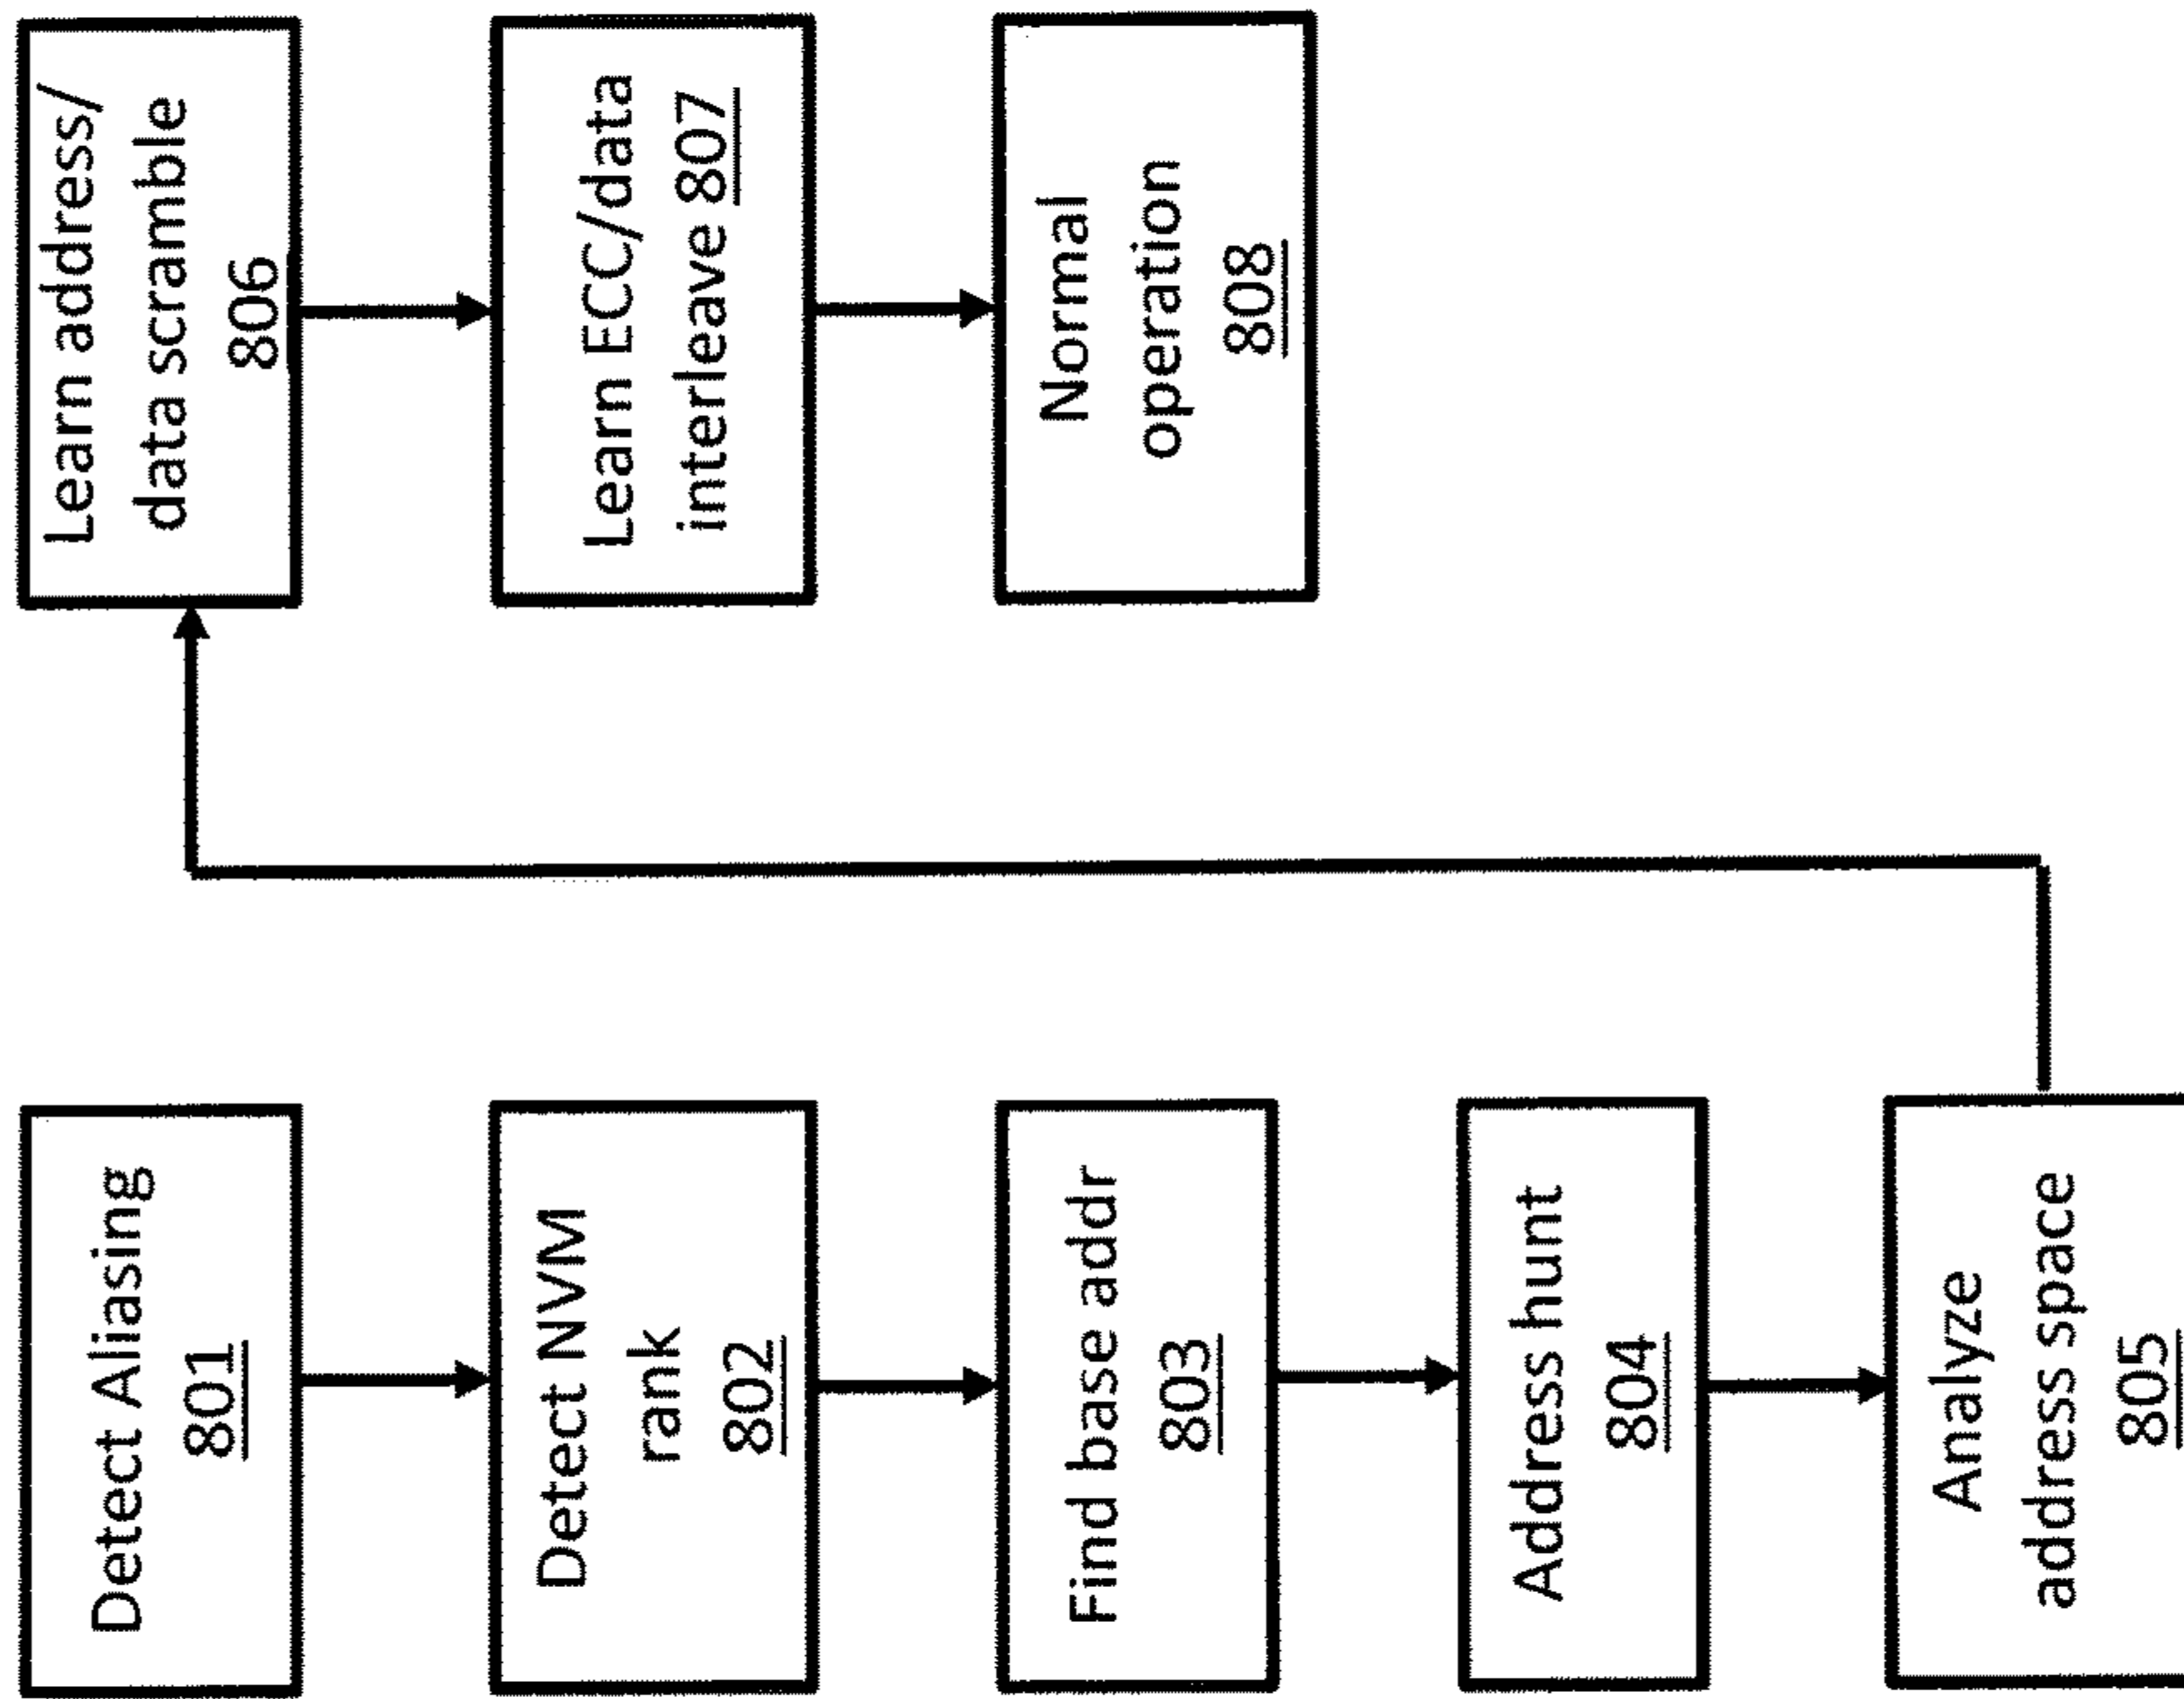 Detect Aliasing
801
Detect NVM
rank
802
Find base addr
803
Address hunt
804
Analyze
address space
805
Learn address/
data scramble
806
Learn ECC/data
interleave 807
Normal
operation
808